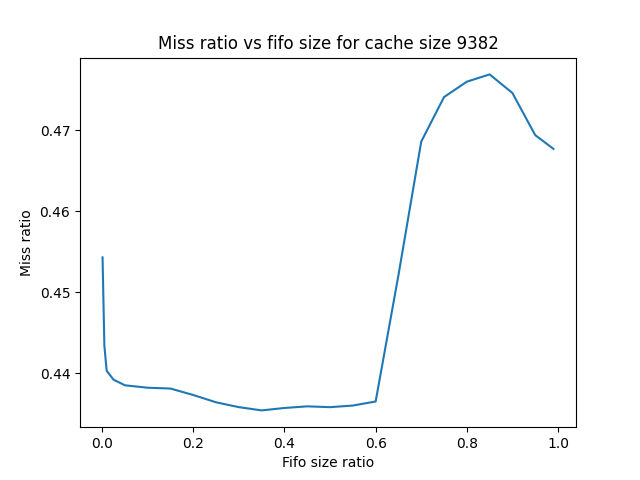 Miss ratio vs fifo size for cache size 9382
0.47
0.46
0.45
0.44
Miss ratio
0.0 0.2 0.4 0.6 0.8 1.0
Fifo size ratio